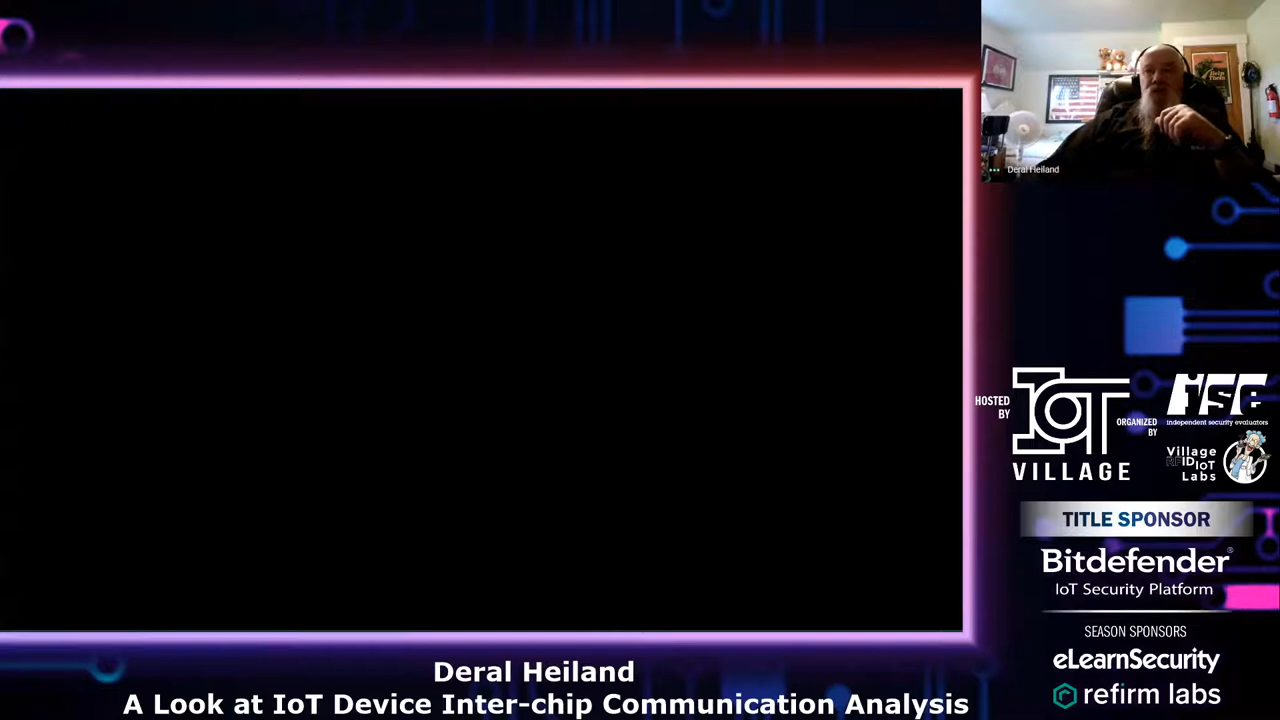 Deral Heiland
HOSTED
BY
IOT
VILLAGE
ORGANIZED
BY
ISE
independent security evaluators
Village
RFID IoT
Labs
TITLE SPONSOR
Bitdefender®
IoT Security Platform
SEASON SPONSORS
eLearnSecurity
refirm labs
Deral Heiland
A Look at IoT Device Inter-chip Communication Analysis